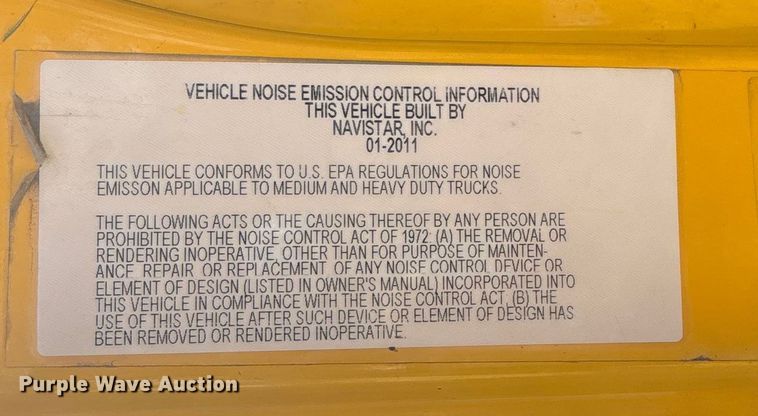 VEHICLE NOISE EMISSION CONTROL INFORMATION
THIS VEHICLE BUILT BY
NAVISTAR, INC.
01-2011
THIS VEHICLE CONFORMS TO U.S. EPA REGULATIONS FOR NOISE
EMISSON APPLICABLE TO MEDIUM AND HEAVY DUTY TRUCKS.
THE FOLLOWING ACTS OR THE CAUSING THEREOF BY ANY PERSON ARE
PROHIBITED BY THE NOISE CONTROL ACT OF 1972: (A) THE REMOVAL OR
RENDERING INOPERATIVE, OTHER THAN FOR PURPOSE OF MAINTEN-
ANCE, REPAIR, OR REPLACEMENT OF ANY NOISE CONTROL DEVICE OR
ELEMENT OF DESIGN (LISTED IN OWNER'S MANUAL) INCORPORATED INTO
THIS VEHICLE IN COMPLIANCE WITH THE NOISE CONTROL ACT, (B) THE
USE OF THIS VEHICLE AFTER SUCH DEVICE OR ELEMENT OF DESIGN HAS
BEEN REMOVED OR RENDERED INOPERATIVE.
Purple Wave Auction